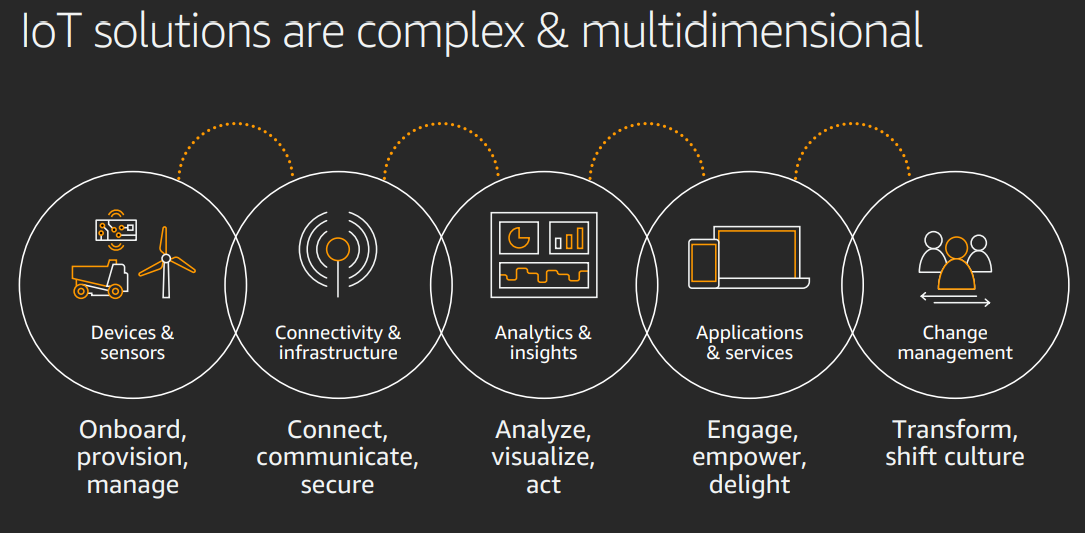 IoT solutions are complex & multidimensional
Devices &
sensors
Connectivity &
infrastructure
Analytics &
insights
Applications
& services
Change
management
Onboard,
provision,
manage
Connect,
communicate,
secure
Analyze,
visualize,
act
Engage,
empower,
delight
Transform,
shift culture